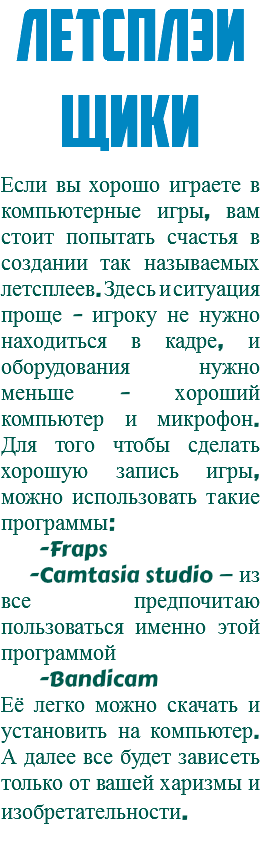 ЛЕТСПЛЭЙ
ЩИКИ
Если вы хорошо играете в
компьютерные игры, вам
стоит попытать счастья в
создании так называемых
летсплеев. Здесь и ситуация
проще - игроку не нужно
находиться в кадре, и
оборудования нужно
меньше - хороший
компьютер и микрофон.
Для того чтобы сделать
хорошую запись игры,
можно использовать такие
программы:
-Fraps
-Camtasia studio – из
все предпочитаю
пользоваться именно этой
программой
-Bandicam
Её легко можно скачать и
установить на компьютер.
А далее все будет зависеть
только от вашей харизмы и
изобретательности.